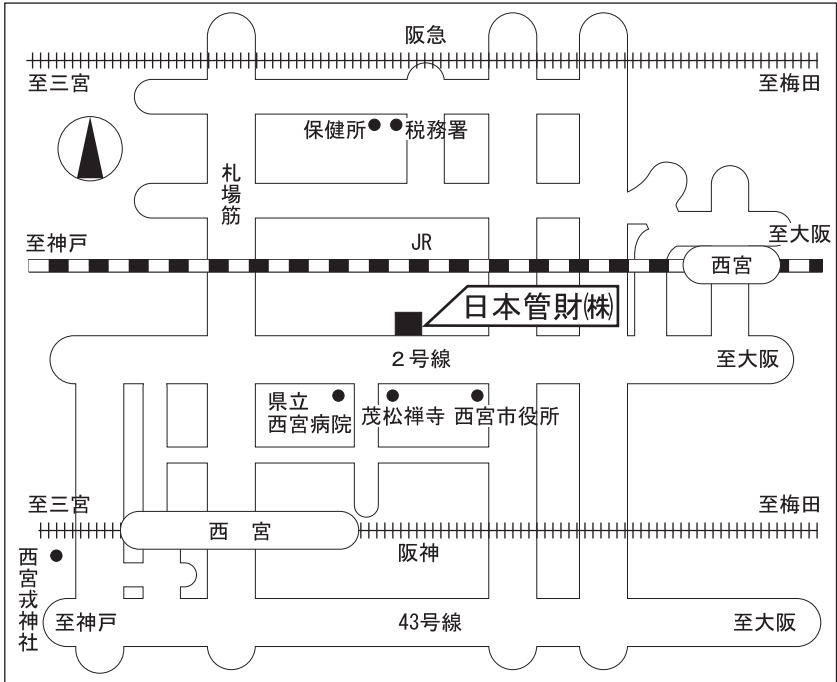 阪急
至三宮
至梅田
保健所
税務署
札場筋
至神戸
JR
至大阪
西宮
日本管財㈱
2号線
至大阪
県立
西宮病院
茂松禅寺
西宮市役所
至三宮
至梅田
西宮
阪神
西宮戎神社
至神戸
43号線
至大阪